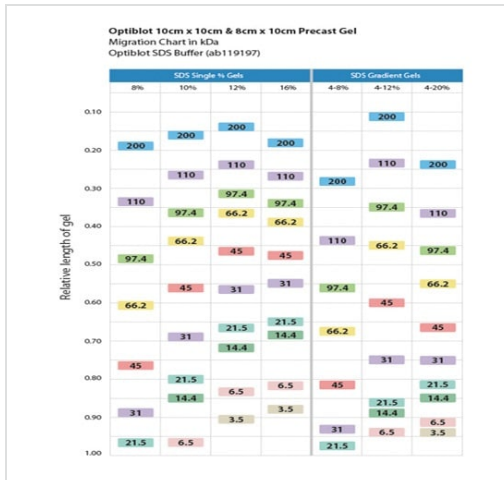 Optiblot 10cm x 10cm & 8cm x 10cm Precast Gel
Migration Chart in kDa
Optiblot SDS Buffer (ab119197)
SDS Single % Gels SDS Gradient Gels
8% 10% 12% 16% 4-8% 4-12% 4-20%
Relative length of gel
0.10
200
200
200
0.20
200 200
110 110 200
110 110 110
0.30
200
110 97.4 97.4 97.4
97.4 66.2 110
66.2
0.40
66.2 110 66.2
45 45 97.4
97.4
0.50
31 66.2
45 31 97.4
0.60
66.2 45
21.5 45
21.5 66.2
31 14.4
0.70
14.4
45 31 31
0.80
21.5 6.5 45 21.5
6.5
14.4 21.5 14.4
31 3.5 14.4
0.90
3.5 6.5
31 6.5 3.5
21.5 6.5 21.5
1.00